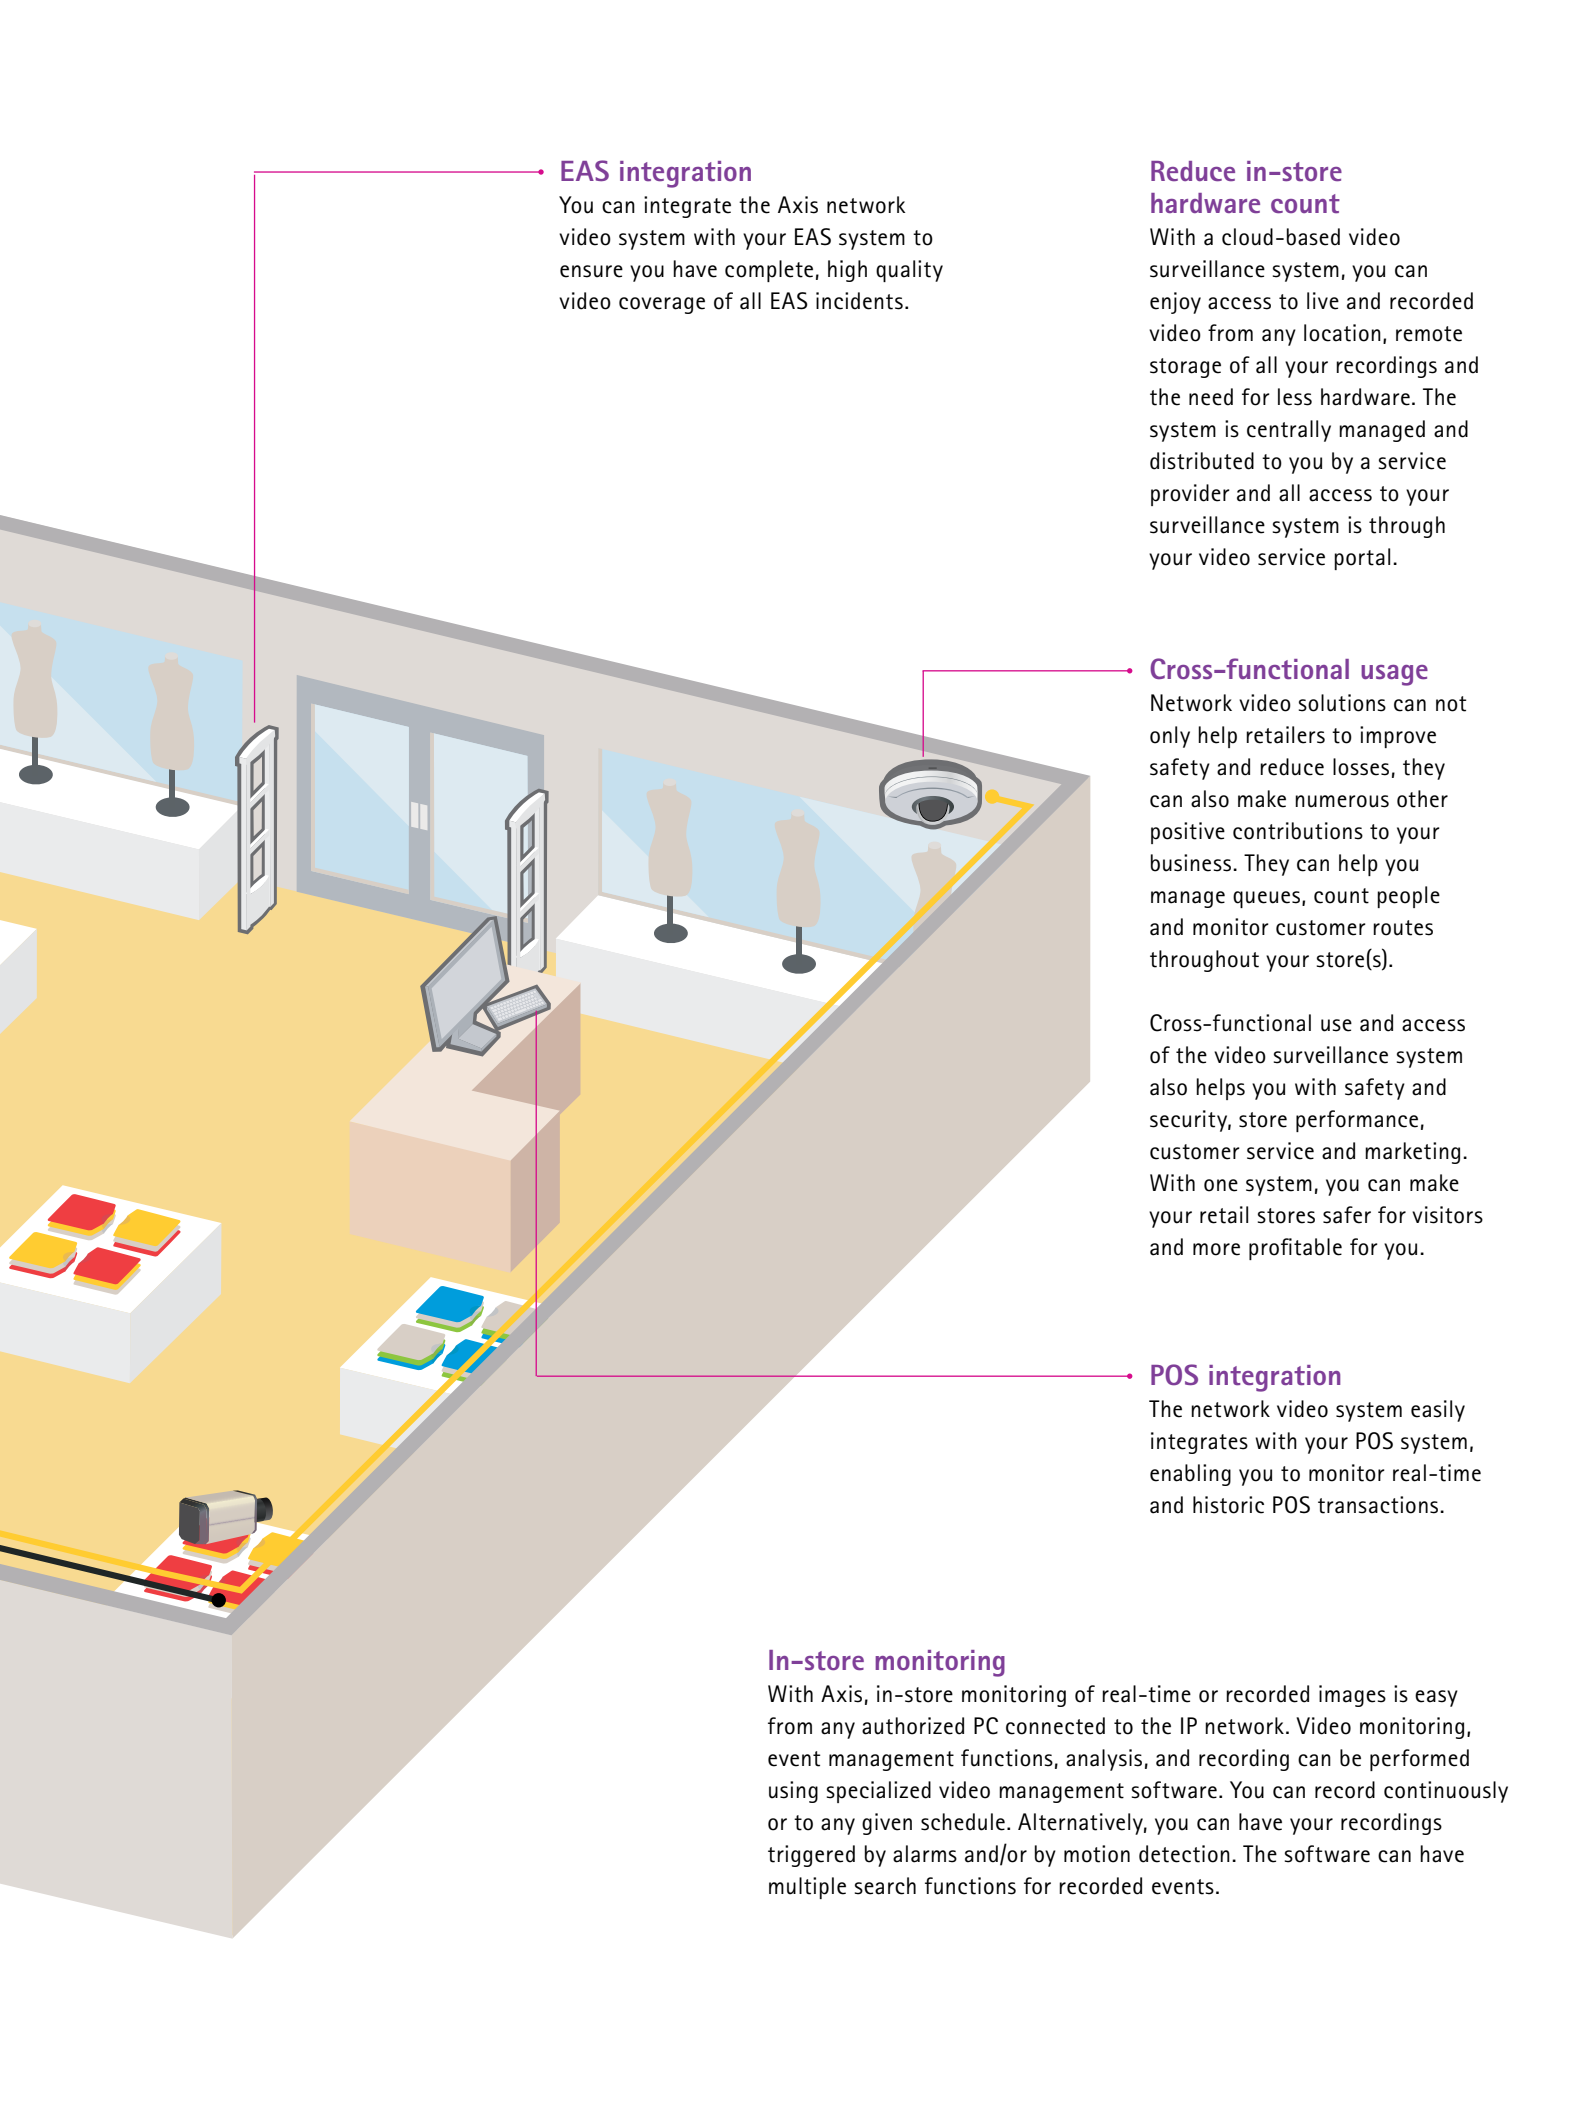 EAS integration
You can integrate the Axis network
video system with your EAS system to
ensure you have complete, high quality
video coverage of all EAS incidents.
Reduce in-store
hardware count
With a cloud-based video
surveillance system, you can
enjoy access to live and recorded
video from any location, remote
storage of all your recordings and
the need for less hardware. The
system is centrally managed and
distributed to you by a service
provider and all access to your
surveillance system is through
your video service portal.
Cross-functional usage
Network video solutions can not
only help retailers to improve
safety and reduce losses, they
can also make numerous other
positive contributions to your
business. They can help you
manage queues, count people
and monitor customer routes
throughout your store(s).
Cross-functional use and access
of the video surveillance system
also helps you with safety and
security, store performance,
customer service and marketing.
With one system, you can make
your retail stores safer for visitors
and more profitable for you.
POS integration
The network video system easily
integrates with your POS system,
enabling you to monitor real-time
and historic POS transactions.
In-store monitoring
With Axis, in-store monitoring of real-time or recorded images is easy
from any authorized PC connected to the IP network. Video monitoring,
event management functions, analysis, and recording can be performed
using specialized video management software. You can record continuously
or to any given schedule. Alternatively, you can have your recordings
triggered by alarms and/or by motion detection. The software can have
multiple search functions for recorded events.